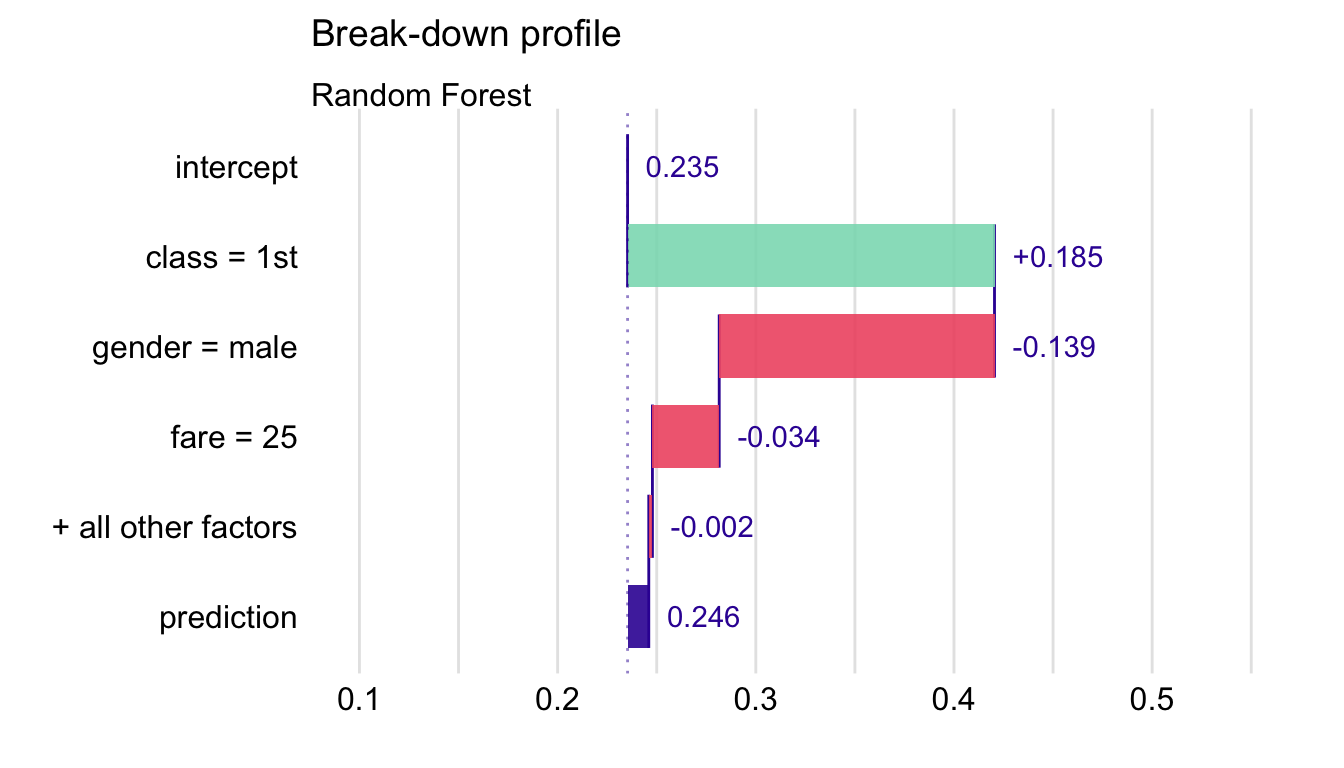 Break-down profile
Random Forest
intercept 0.235
class = 1st +0.185
gender = male -0.139
fare = 25 -0.034
+ all other factors -0.002
prediction 0.246
0.1 0.2 0.3 0.4 0.5